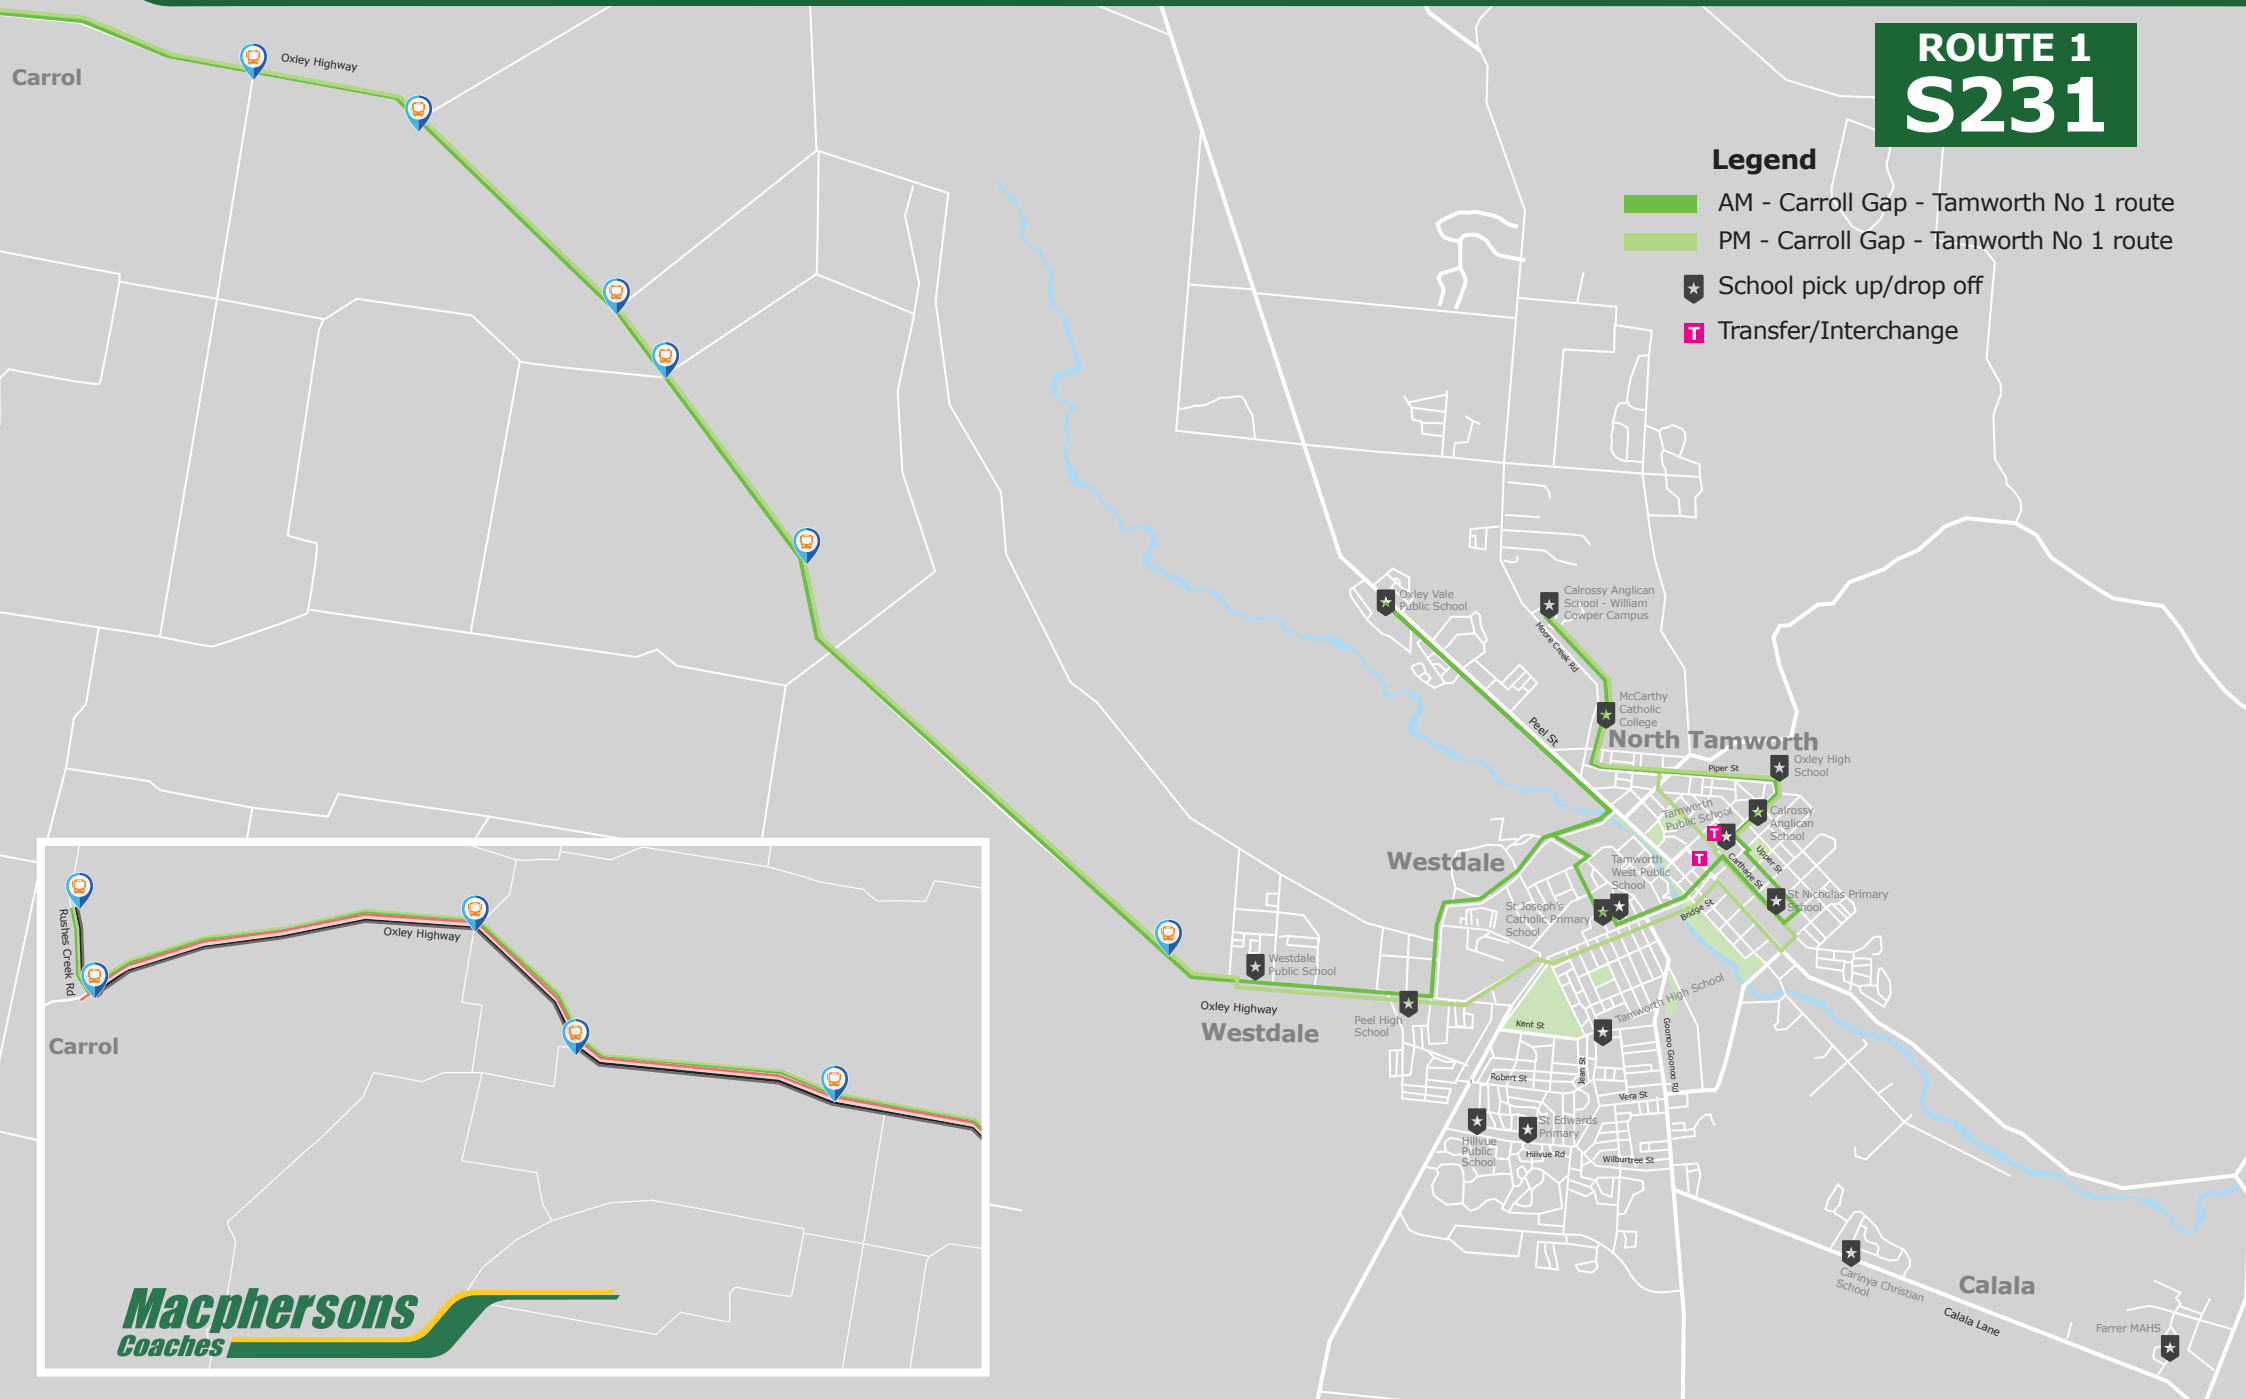 ROUTE 1
S231
Legend
AM - Carroll Gap - Tamworth No 1 route
PM - Carroll Gap - Tamworth No 1 route
School pick up/drop off
T Transfer/Interchange
Carrol
Oxley Highway
Oxley Vale
Public School
Calrossy Anglican
School - William
Cowper Campus
Moore Creek Rd
McCarthy
Catholic
College
Peel St
North Tamworth
Piper St
Oxley High
School
Tamworth
Public School
Calrossy
Anglican
School
T
T
Upper St
Carthage St
Westdale
Tamworth
West Public
School
St Nicholas Primary
School
St Joseph's
Catholic Primary
School
Bridge St
Westdale
Public School
Oxley Highway
Westdale
Peel High
School
Tamworth High School
Kent St
Goonoo Goonoo Rd
Jean St
Robert St
Vera St
St Edwards
Primary
Hillvue
Public
School
Hillvue Rd
Wilburtree St
Carinya Christian
School
Calala
Calala Lane
Farrer MAHS
Rushes Creek Rd
Oxley Highway
Carrol
Macphersons
Coaches